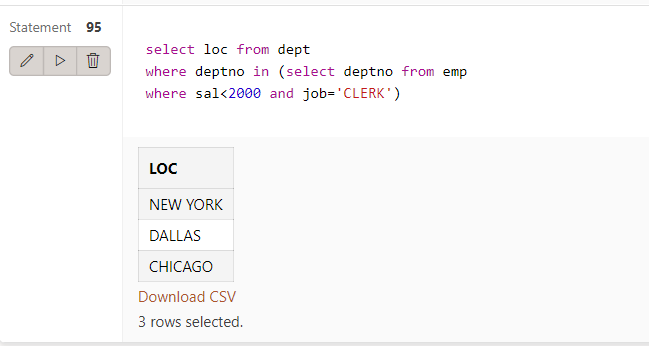 Statement 95
select loc from dept
where deptno in (select deptno from emp
where sal<2000 and job='CLERK')
LOC
NEW YORK
DALLAS
CHICAGO
Download CSV
3 rows selected.